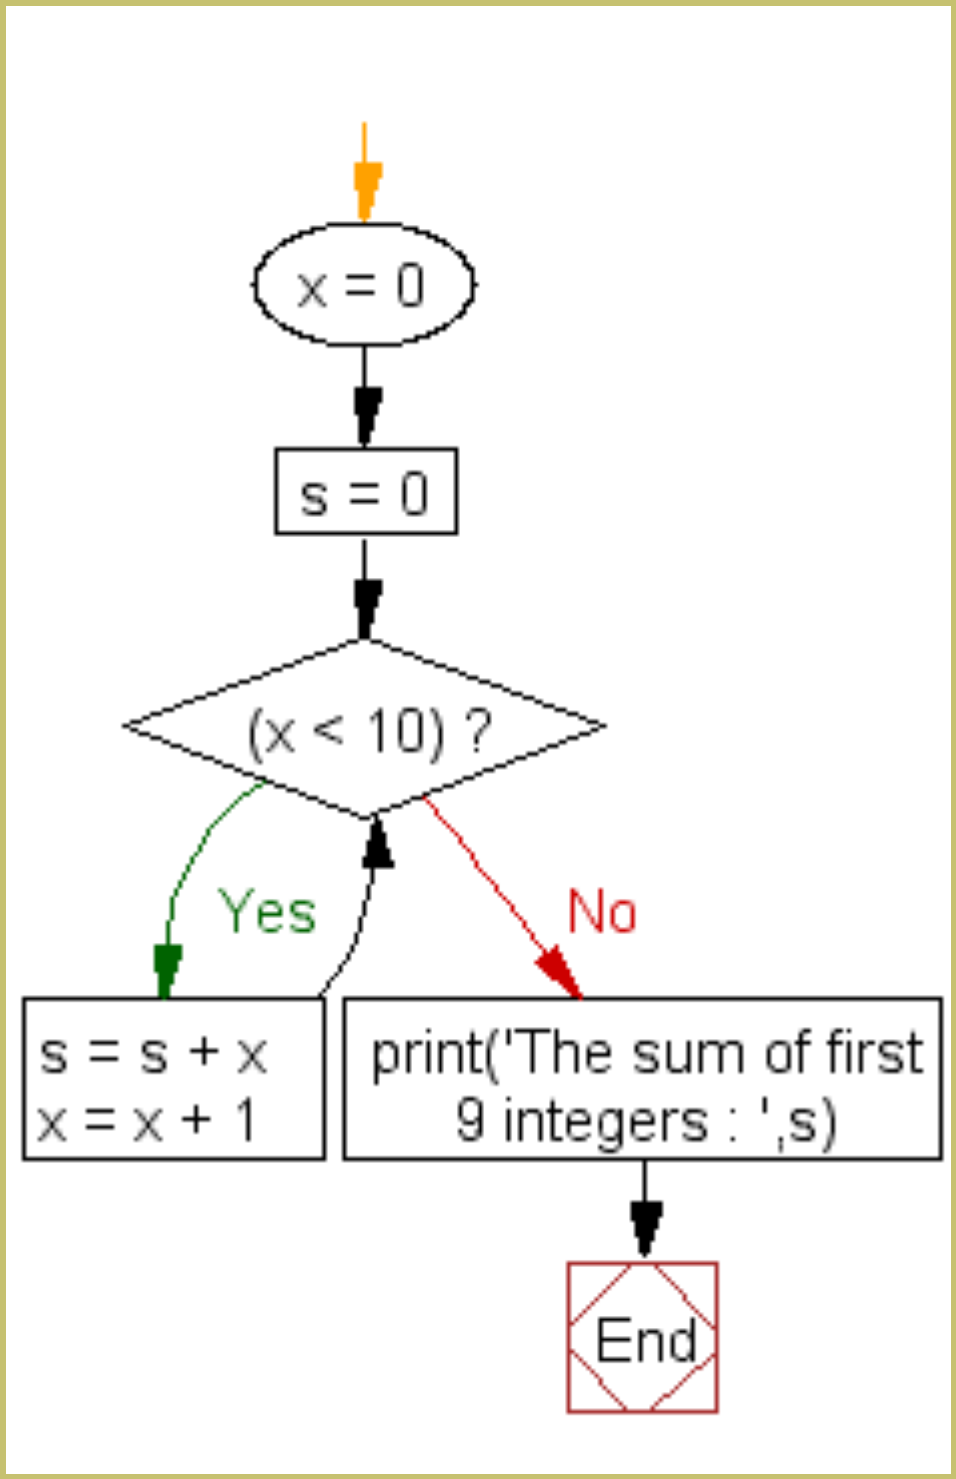 x = 0
s = 0
(x < 10) ?
Yes
No
s = s + x
x = x + 1
print('The sum of first
9 integers : ',s)
End